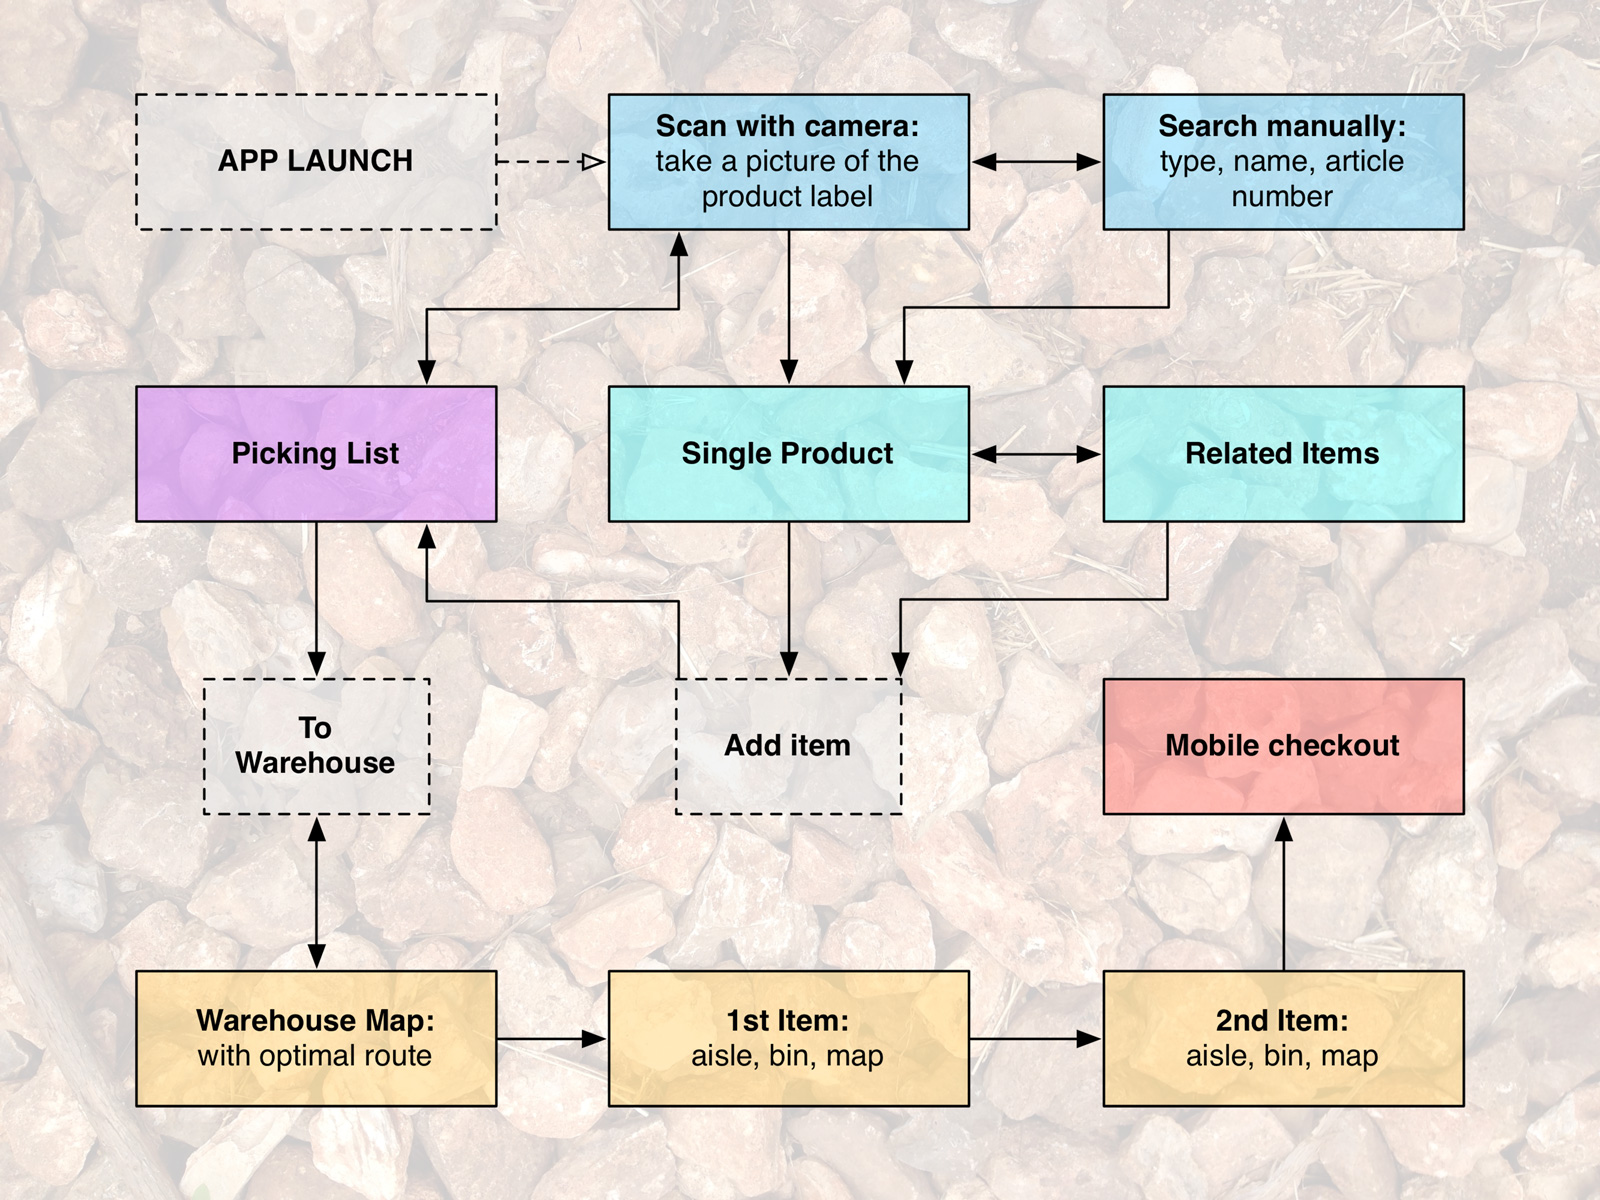 APP LAUNCH
Scan with camera:
take a picture of the
product label
Search manually:
type, name, article
number
Picking List
Single Product
Related Items
To
Warehouse
Add item
Mobile checkout
Warehouse Map:
with optimal route
1st Item:
aisle, bin, map
2nd Item:
aisle, bin, map